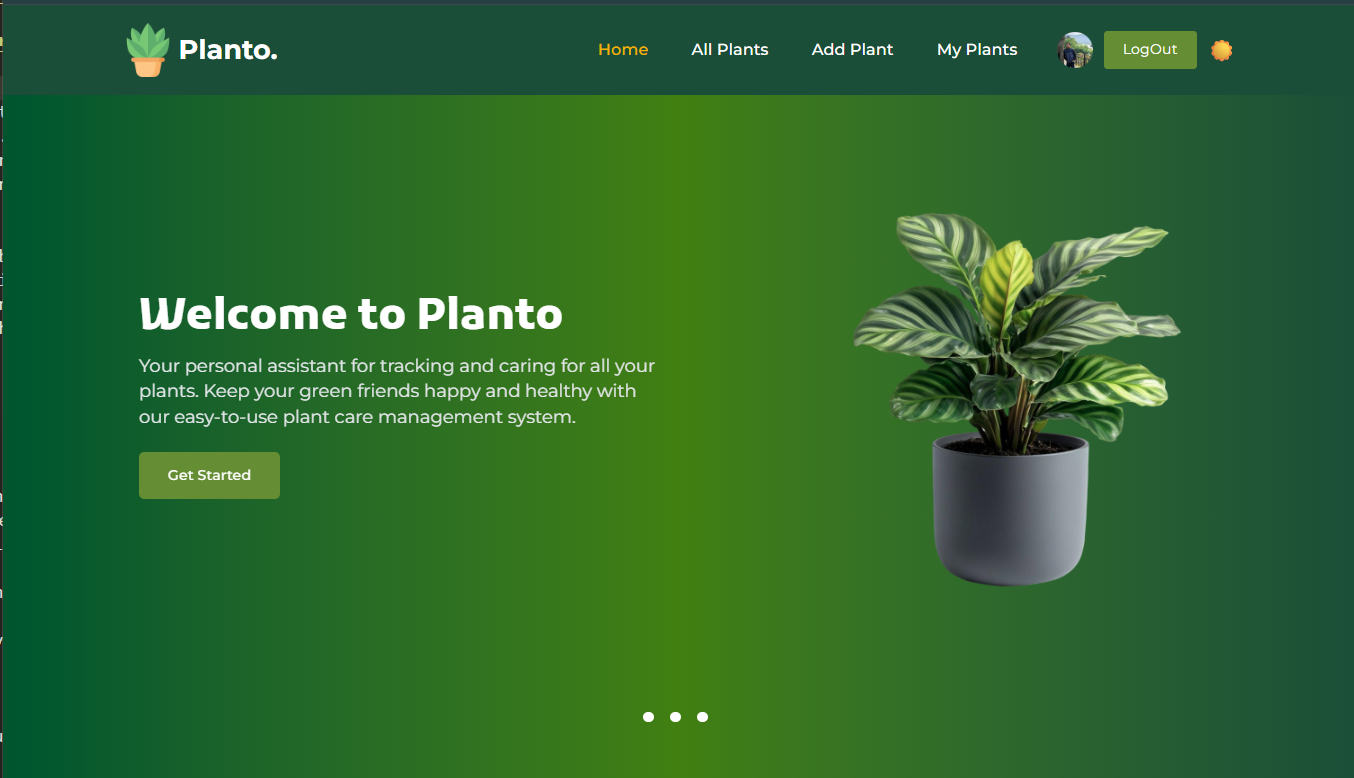 Planto.
Home
All Plants
Add Plant
My Plants
LogOut
Welcome to Planto
Your personal assistant for tracking and caring for all your
plants. Keep your green friends happy and healthy with
our easy-to-use plant care management system.
Get Started